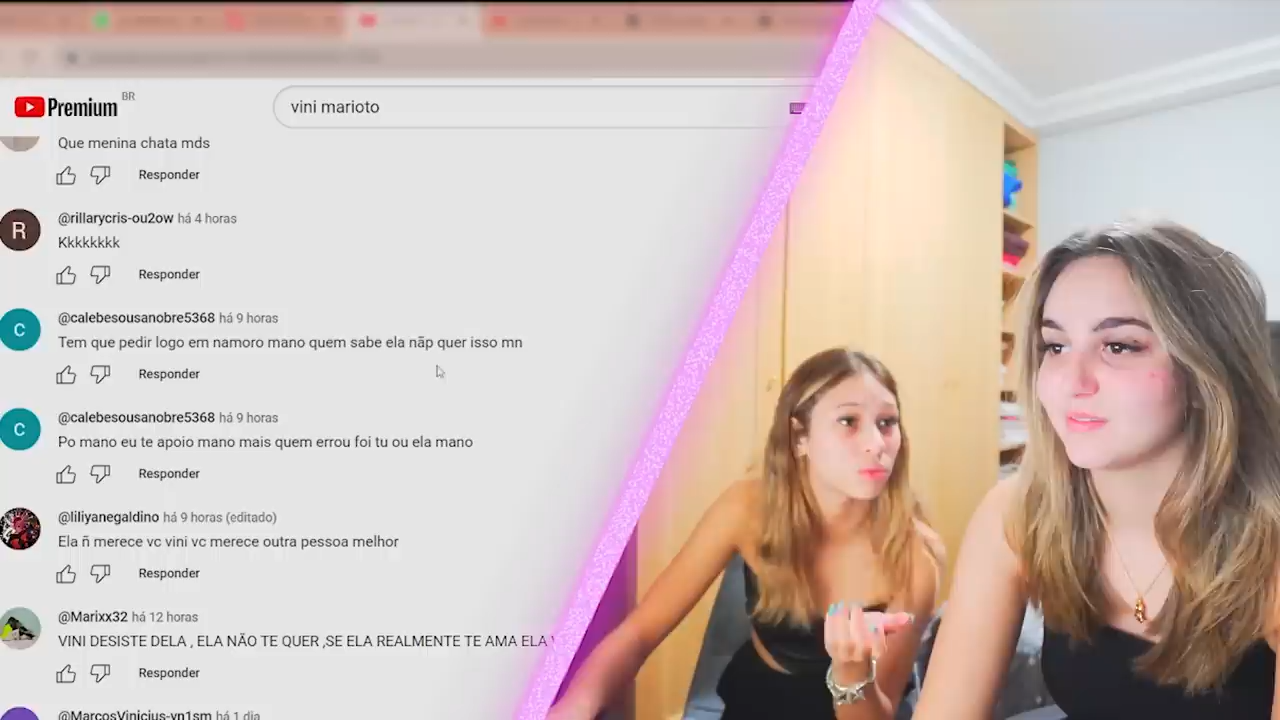 Premium BR
vini marioto
Que menina chata mds
Responder
@rillarycris-ou2ow há 4 horas
R
Kkkkkkkk
Responder
@calebesousanobre5368 há 9 horas
C
Tem que pedir logo em namoro mano quem sabe ela nãp quer isso mn
Responder
@calebesousanobre5368 há 9 horas
C
Po mano eu te apoio mano mais quem errou foi tu ou ela mano
Responder
@liliyanegaldino há 9 horas (editado)
Ela ñ merece vc vini vc merece outra pessoa melhor
Responder
@Marixx32 há 12 horas
VINI DESISTE DELA , ELA NÃO TE QUER ,SE ELA REALMENTE TE AMA ELA
Responder
@MarcosVinicius-vn1sm há 1 dia